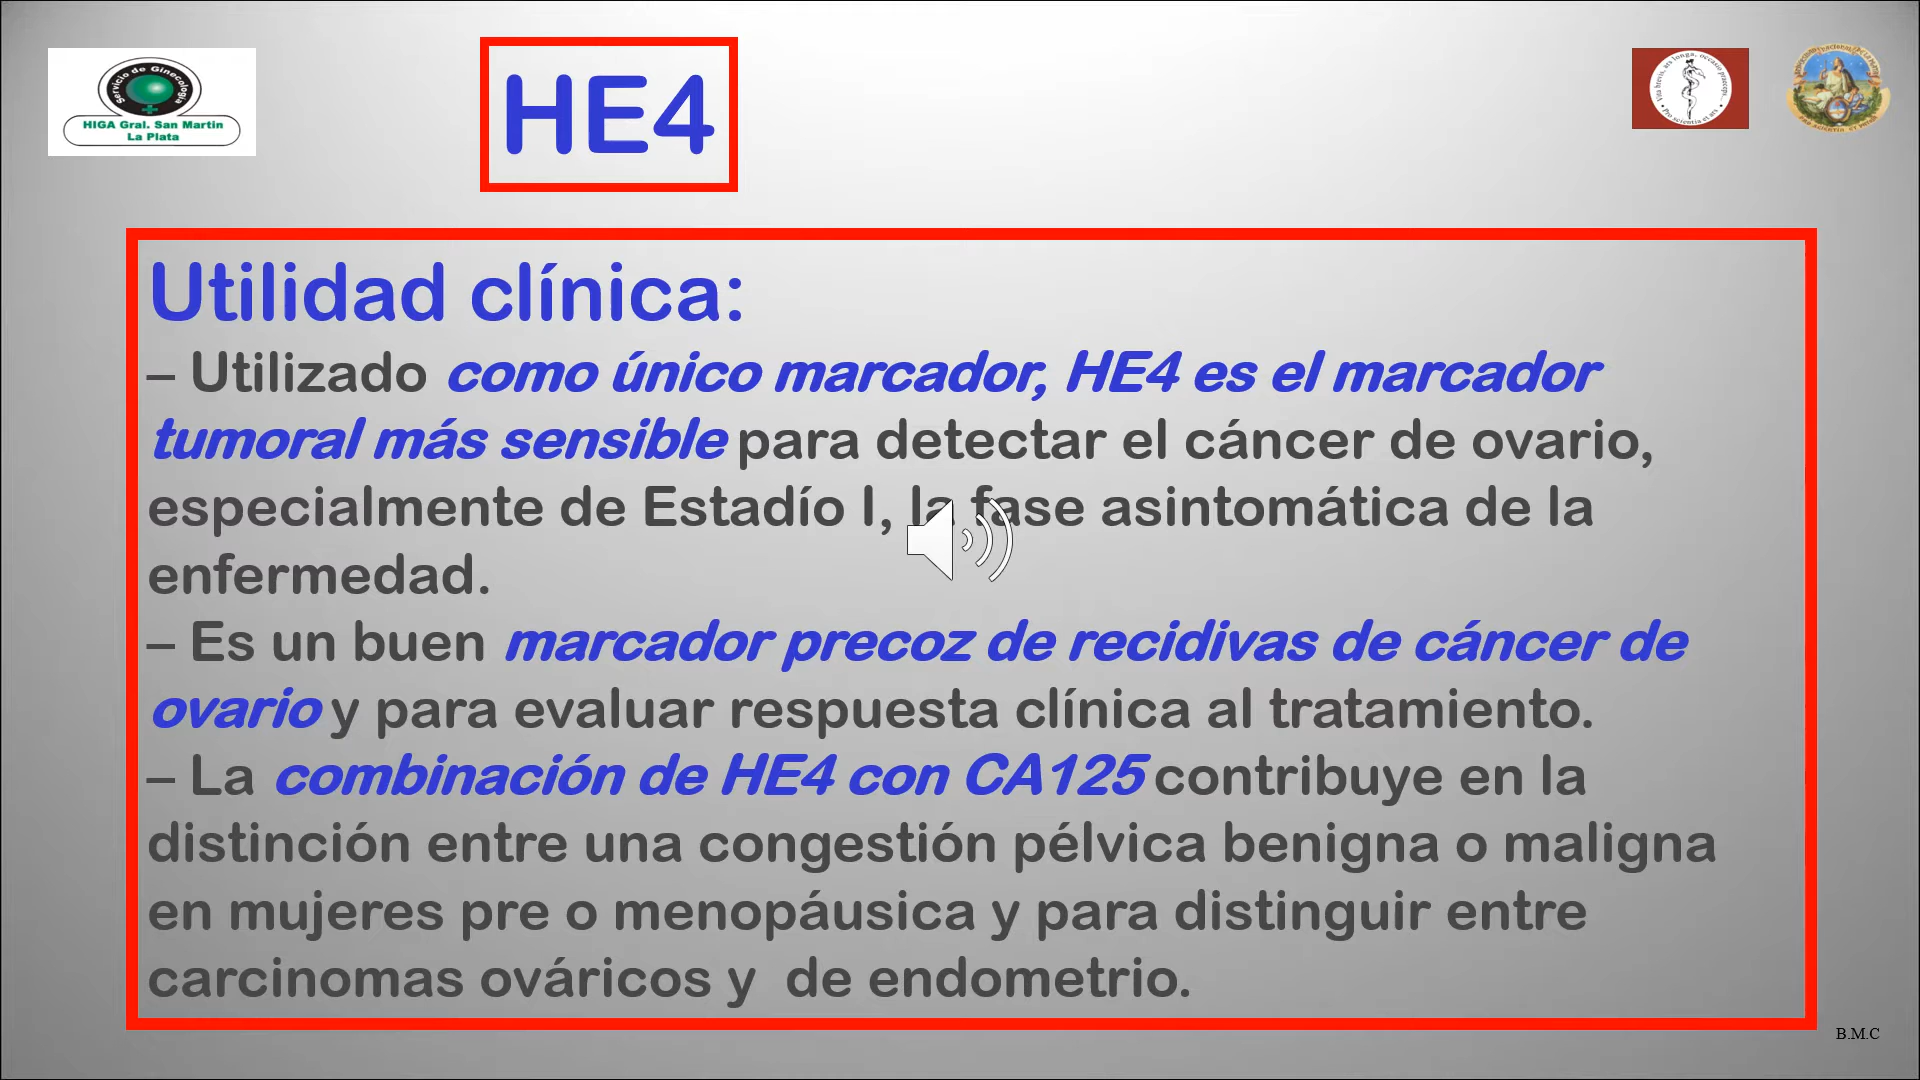 Servicio de Ginecología
HIGA Gral. San Martin
La Plata
HE4
Utilidad clínica:
– Utilizado como único marcador, HE4 es el marcador
tumoral más sensible para detectar el cáncer de ovario,
especialmente de Estadío I, la fase asintomática de la
enfermedad.
– Es un buen marcador precoz de recidivas de cáncer de
ovario y para evaluar respuesta clínica al tratamiento.
– La combinación de HE4 con CA125 contribuye en la
distinción entre una congestión pélvica benigna o maligna
en mujeres pre o menopáusica y para distinguir entre
carcinomas ováricos y  de endometrio.
B.M.C